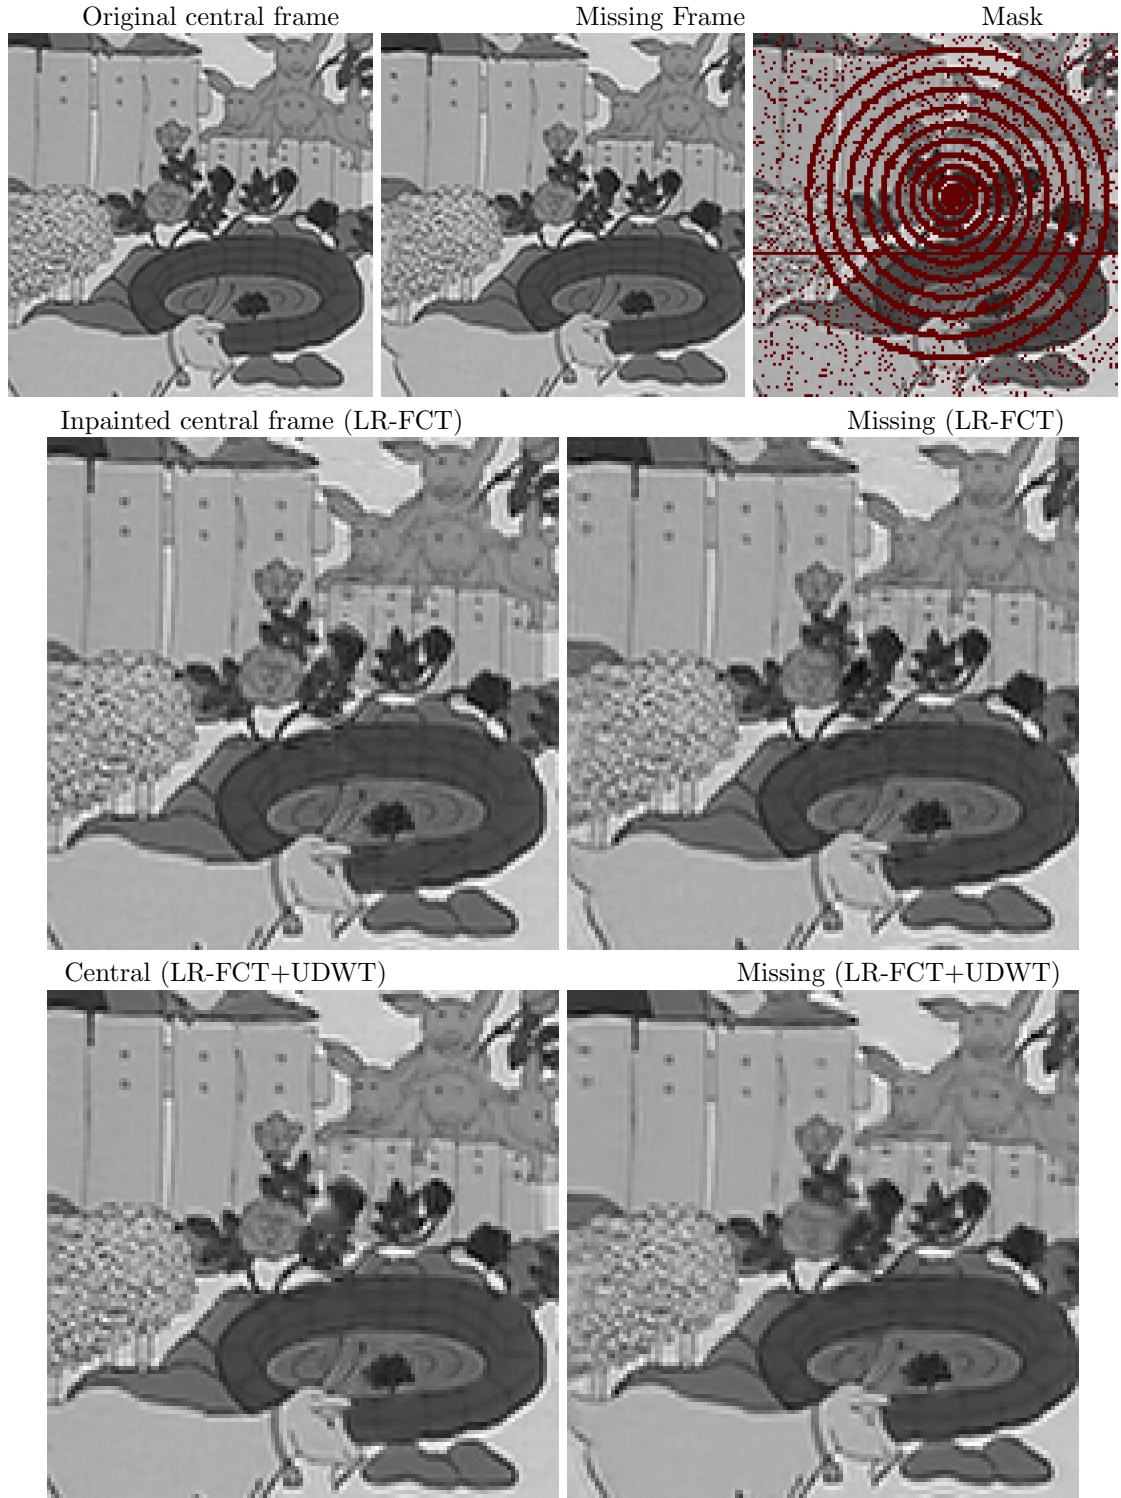 Original central frame
Missing Frame
Mask
Inpainted central frame (LR-FCT)
Missing (LR-FCT)
Central (LR-FCT+UDWT)
Missing (LR-FCT+UDWT)